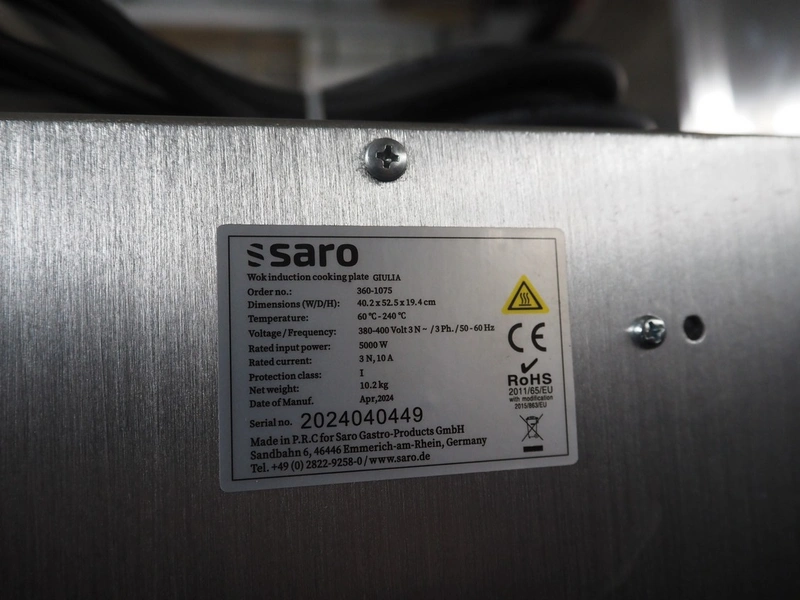 saro
Wok induction cooking plate GIULIA
Order no.: 360-1075
Dimensions (W/D/H): 40.2 x 52.5 x 19.4 cm
Temperature: 60 °C - 240 °C
Voltage / Frequency: 380-400 Volt 3 N ~ / 3 Ph. / 50 - 60 Hz
Rated input power: 5000 W
Rated current: 3 N, 10 A
Protection class: I
Net weight: 10.2 kg
Date of Manuf. Apr,2024
Serial no. 2024040449
Made in P.R.C for Saro Gastro-Products GmbH
Sandbahn 6, 46446 Emmerich-am-Rhein, Germany
Tel. +49 (0) 2822-9258-0 / www.saro.de
CE
RoHS
2011/65/EU
with modification
2015/863/EU